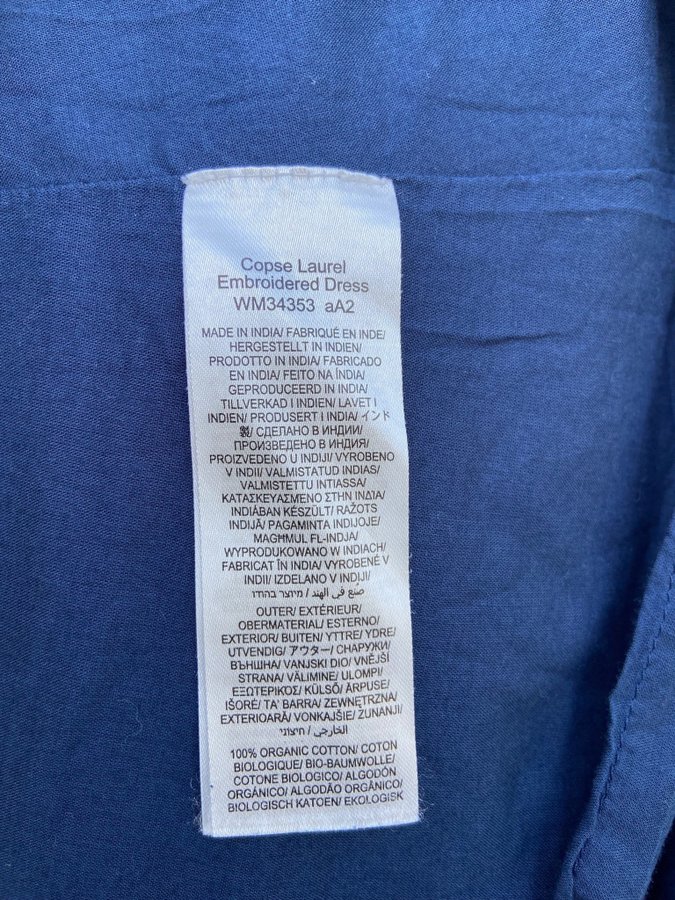 Copse Laurel
Embroidered Dress
WM34353 aA2
MADE IN INDIA/ FABRIQUÉ EN INDE/
HERGESTELLT IN INDIEN/
PRODOTTO IN INDIA/ FABRICADO
EN INDIA/ FEITO NA ÍNDIA/
GEPRODUCEERD IN INDIA/
TILLVERKAD I INDIEN/ LAVET I
INDIEN/ PRODUSERT I INDIA/ インド
製/ СДЕЛАНО В ИНДИИ/
ПРОИЗВЕДЕНО В ИНДИЯ/
PROIZVEDENO U INDIJI/ VYROBENO
V INDII/ VALMISTATUD INDIAS/
VALMISTETTU INTIASSA/
ΚΑΤΑΣΚΕΥΑΣΜΕΝΟ ΣΤΗΝ ΙΝΔΙΑ/
INDIÁBAN KÉSZÜLT/ RAŽOTS
INDIJĀ/ PAGAMINTA INDIJOJE/
MAGĦMUL FL-INDJA/
WYPRODUKOWANO W INDIACH/
FABRICAT ÎN INDIA/ VYROBENÉ V
INDII/ IZDELANO V INDIJI/
صُنع في الهند / מיוצר בהודו
OUTER/ EXTÉRIEUR/
OBERMATERIAL/ ESTERNO/
EXTERIOR/ BUITEN/ YTTRE/ YDRE/
UTVENDIG/ アウター/ СНАРУЖИ/
ВЪНШНА/ VANJSKI DIO/ VNĚJŠÍ
STRANA/ VÄLIMINE/ ULOMPI/
ΕΞΩΤΕΡΙΚΟΣ/ KÜLSŐ/ ĀRPUSE/
IŠORĖ/ TA' BARRA/ ZEWNĘTRZNA/
EXTERIOARĂ/ VONKAJŠIE/ ZUNANJI/
الخارجي / חיצוני
100% ORGANIC COTTON/ COTON
BIOLOGIQUE/ BIO-BAUMWOLLE/
COTONE BIOLOGICO/ ALGODÓN
ORGÁNICO/ ALGODÃO ORGÂNICO/
BIOLOGISCH KATOEN/ EKOLOGISK